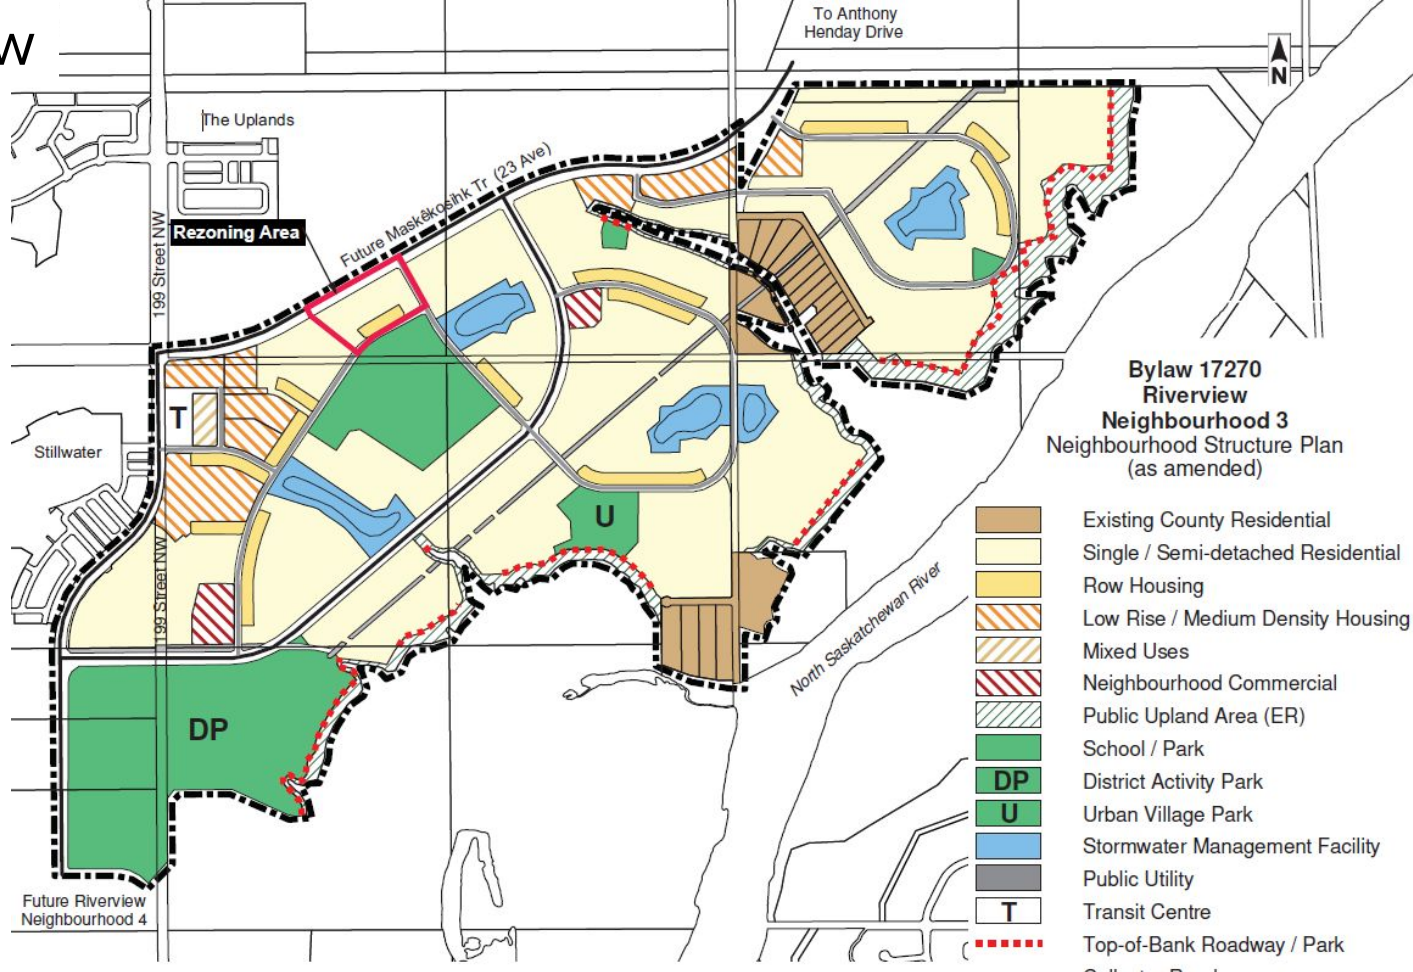 w
To Anthony
Henday Drive
N
The Uplands
Future Maskêkosihk Tr (23 Ave)
Rezoning Area
199 Street NW
T
Stillwater
U
199 Street NW
DP
North Saskatchewan River
Future Riverview
Neighbourhood 4
Bylaw 17270
Riverview
Neighbourhood 3
Neighbourhood Structure Plan
(as amended)
Existing County Residential
Single / Semi-detached Residential
Row Housing
Low Rise / Medium Density Housing
Mixed Uses
Neighbourhood Commercial
Public Upland Area (ER)
School / Park
DP District Activity Park
U Urban Village Park
Stormwater Management Facility
Public Utility
T Transit Centre
Top-of-Bank Roadway / Park